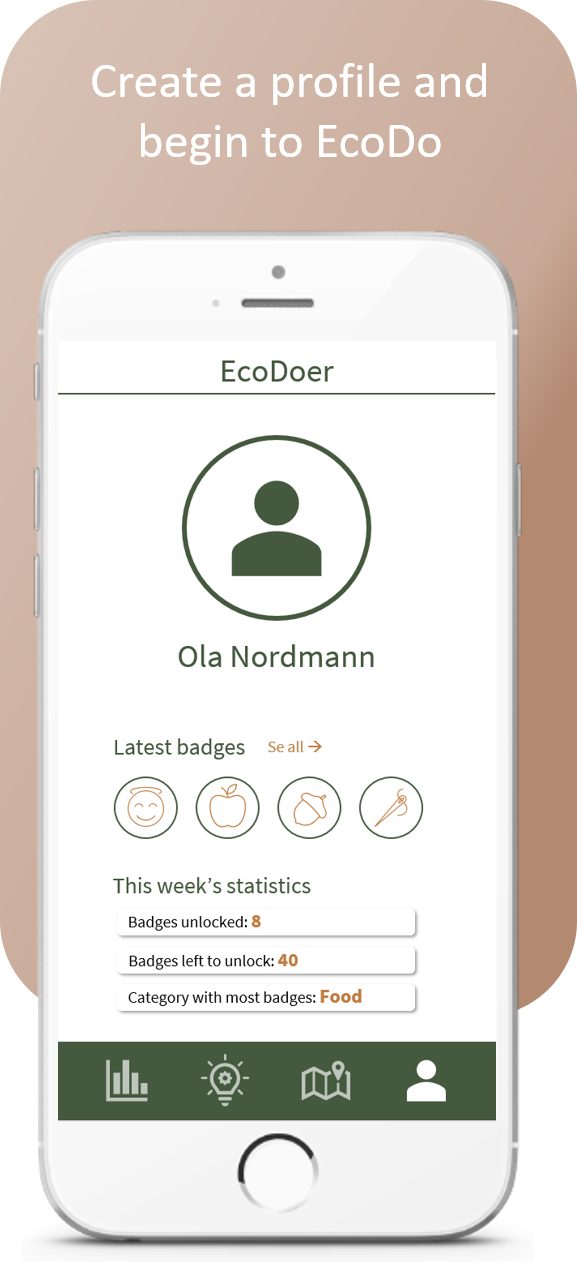 Create a profile and
begin to EcoDo
EcoDoer
Ola Nordmann
Latest badges Se all →
This week's statistics
Badges unlocked: 8
Badges left to unlock: 40
Category with most badges: Food